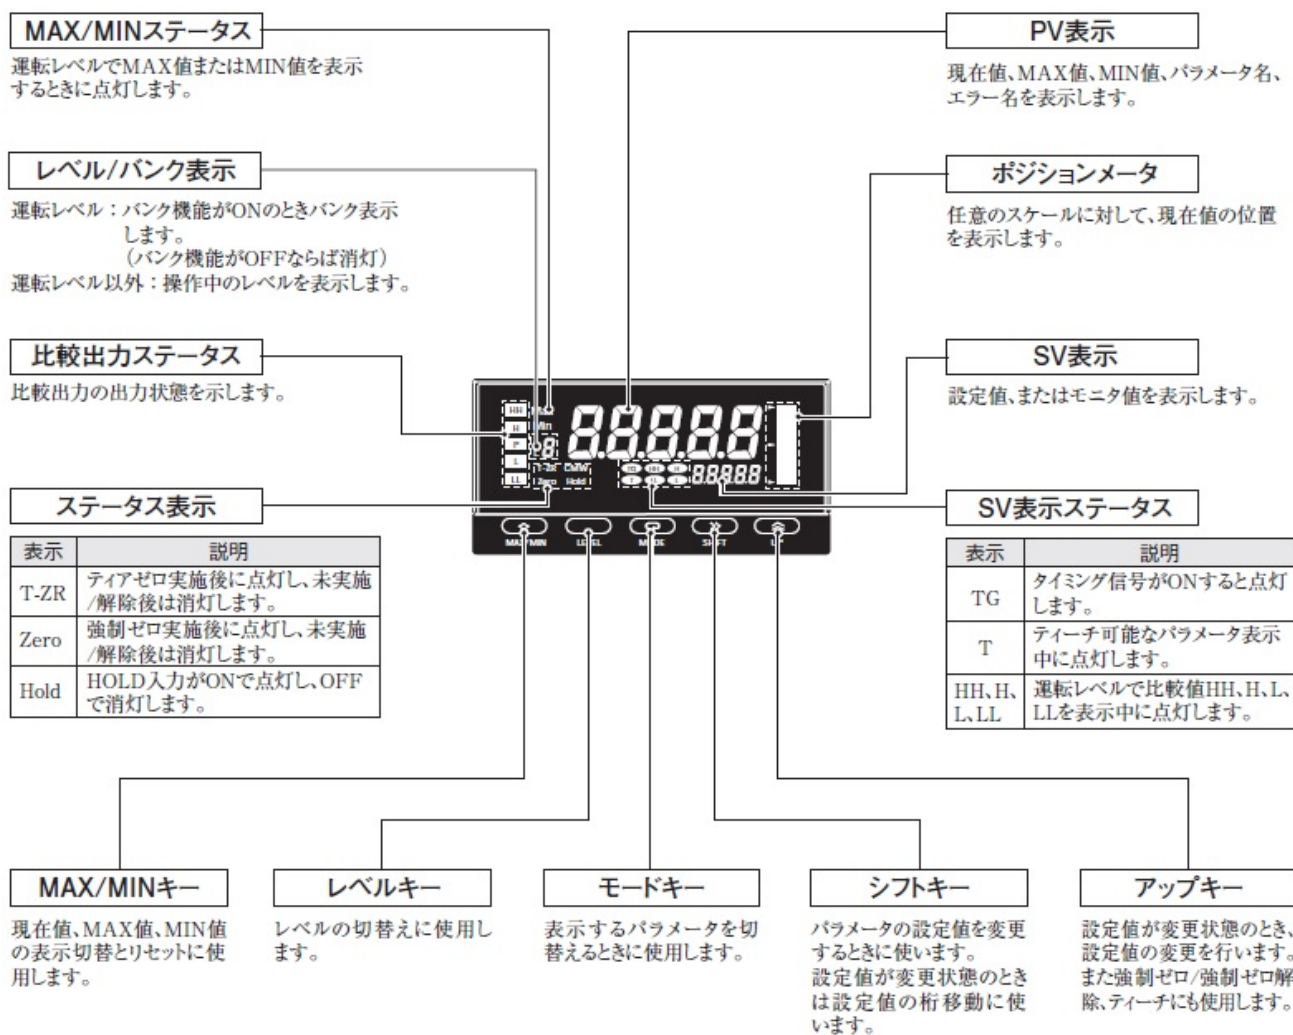 MAX/MINステータス
運転レベルでMAX値またはMIN値を表示
するときに点灯します。
レベル/バンク表示
運転レベル：バンク機能がONのときバンク表示
します。
（バンク機能がOFFならば消灯）
運転レベル以外：操作中のレベルを表示します。
比較出力ステータス
比較出力の出力状態を示します。
ステータス表示
表示 説明
T-ZR ティアゼロ実施後に点灯し、未実施
/解除後は消灯します。
Zero 強制ゼロ実施後に点灯し、未実施
/解除後は消灯します。
Hold HOLD入力がONで点灯し、OFF
で消灯します。
PV表示
現在値、MAX値、MIN値、パラメータ名、
エラー名を表示します。
ポジションメータ
任意のスケールに対して、現在値の位置
を表示します。
SV表示
設定値、またはモニタ値を表示します。
SV表示ステータス
表示 説明
TG タイミング信号がONすると点灯
します。
T ティーチ可能なパラメータ表示
中に点灯します。
HH、H、
L、LL
運転レベルで比較値HH、H、L、
LLを表示中に点灯します。
HH
H
P
L
LL
Min
8
8.8.8.8.8
T-ZR CMW
Zero Hold
TG HH H
T LL L
8.8.8.8.8
MAX/MIN LEVEL MODE SHIFT UP
MAX/MINキー
現在値、MAX値、MIN値
の表示切替とリセットに使
用します。
レベルキー
レベルの切替えに使用し
ます。
モードキー
表示するパラメータを切
替えるときに使用します。
シフトキー
パラメータの設定値を変更
するときに使います。
設定値が変更状態のとき
は設定値の桁移動に使
います。
アップキー
設定値が変更状態のとき、
設定値の変更を行います。
また強制ゼロ/強制ゼロ解
除、ティーチにも使用します。